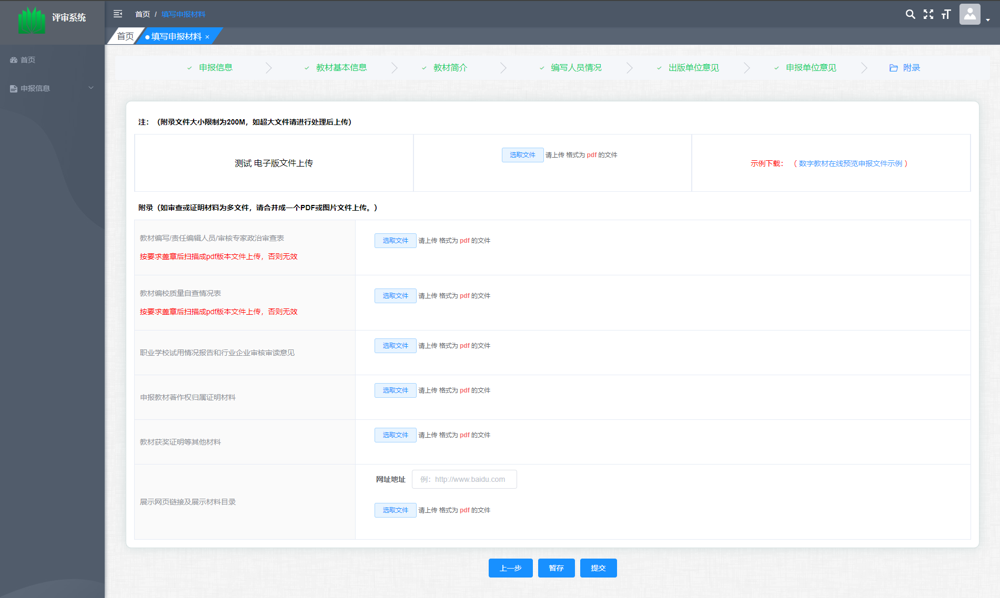 评审系统
首页 / 填写申报材料
首页
填写申报材料 ×
首页
申报信息
申报信息
教材基本信息
教材简介
编写人员情况
出版单位意见
申报单位意见
附录
注：（附录文件大小限制为200M，如超大文件请进行处理后上传）
测试 电子版文件上传
选取文件 请上传 格式为 pdf 的文件
示例下载： （ 数字教材在线预览申报文件示例 ）
附录（如审查或证明材料为多文件，请合并成一个PDF或图片文件上传。）
教材编写/责任编辑人员/审核专家政治审查表
按要求盖章后扫描成pdf版本文件上传，否则无效
选取文件 请上传 格式为 pdf 的文件
教材编校质量自查情况表
按要求盖章后扫描成pdf版本文件上传，否则无效
选取文件 请上传 格式为 pdf 的文件
职业学校试用情况报告和行业企业审核审读意见
选取文件 请上传 格式为 pdf 的文件
申报教材著作权归属证明材料
选取文件 请上传 格式为 pdf 的文件
教材获奖证明等其他材料
选取文件 请上传 格式为 pdf 的文件
展示网页链接及展示材料目录
网址地址 例：http://www.baidu.com
选取文件 请上传 格式为 pdf 的文件
上一步 暂存 提交